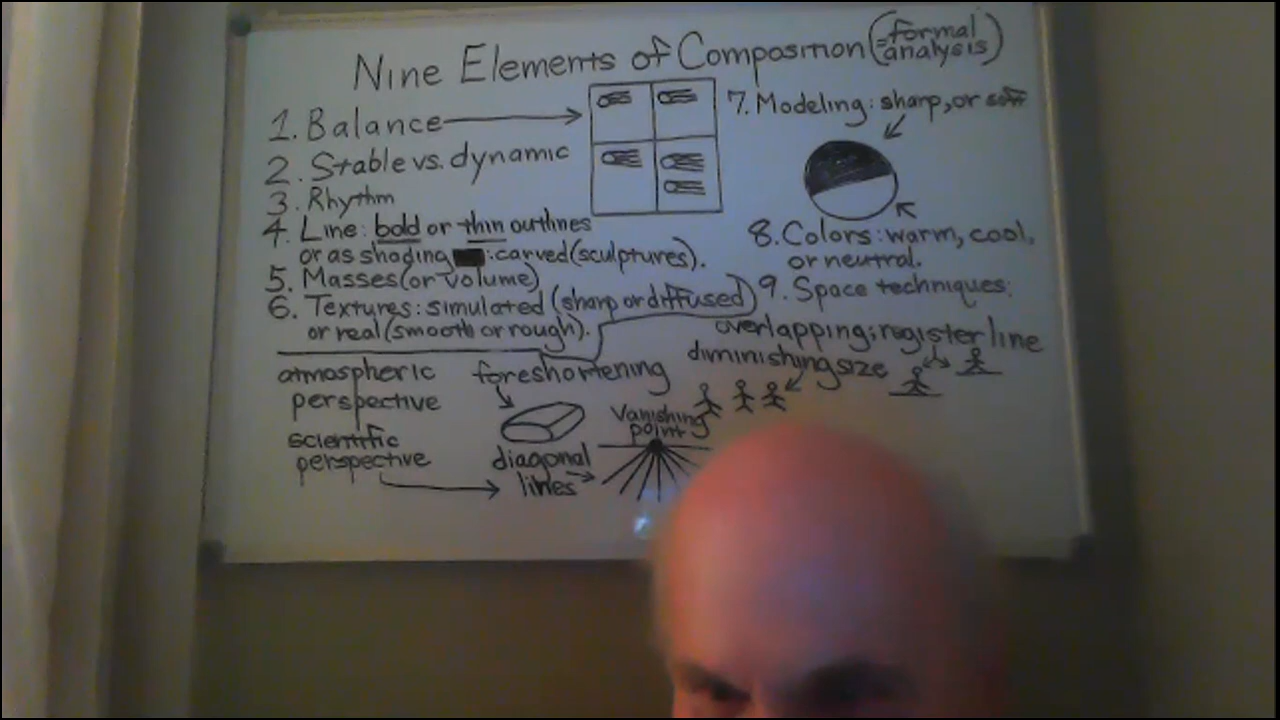 Nine Elements of Composition (=formal analysis)
1. Balance
2. Stable vs. dynamic
3. Rhythm
4. Line: bold or thin outlines
or as shading : carved (sculptures).
5. Masses (or volume)
6. Textures: simulated (sharp or diffused)
or real (smooth or rough).
7. Modeling: sharp, or soft
8. Colors: warm, cool,
or neutral.
9. Space techniques:
overlapping; register line
diminishing size
atmospheric
perspective
foreshortening
scientific
perspective
diagonal
lines
Vanishing
point